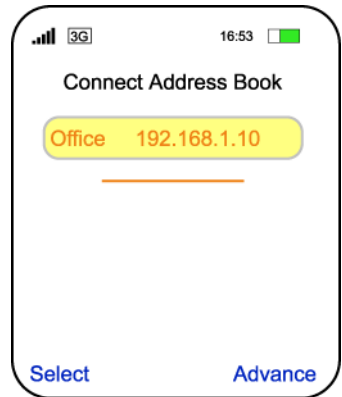 3G 16:53
Connect Address Book
Office 192.168.1.10
Select Advance